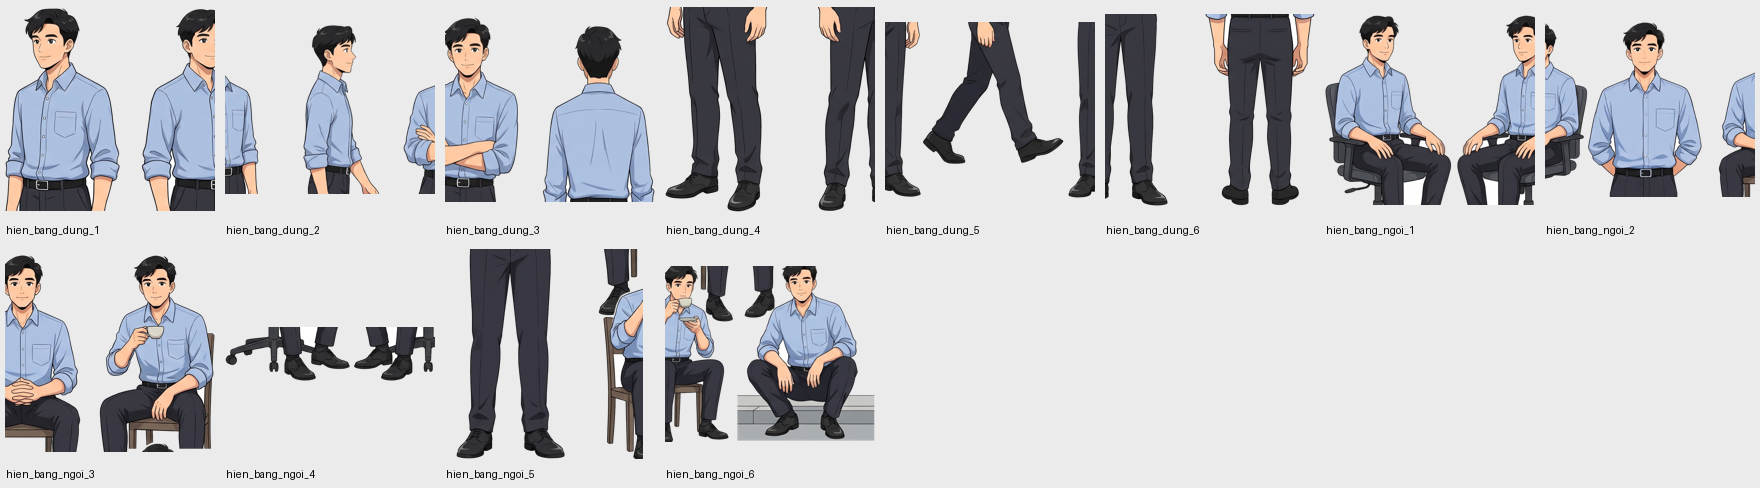 hien_bang_dung_1
hien_bang_dung_2
hien_bang_dung_3
hien_bang_dung_4
hien_bang_dung_5
hien_bang_dung_6
hien_bang_ngoi_1
hien_bang_ngoi_2
hien_bang_ngoi_3
hien_bang_ngoi_4
hien_bang_ngoi_5
hien_bang_ngoi_6